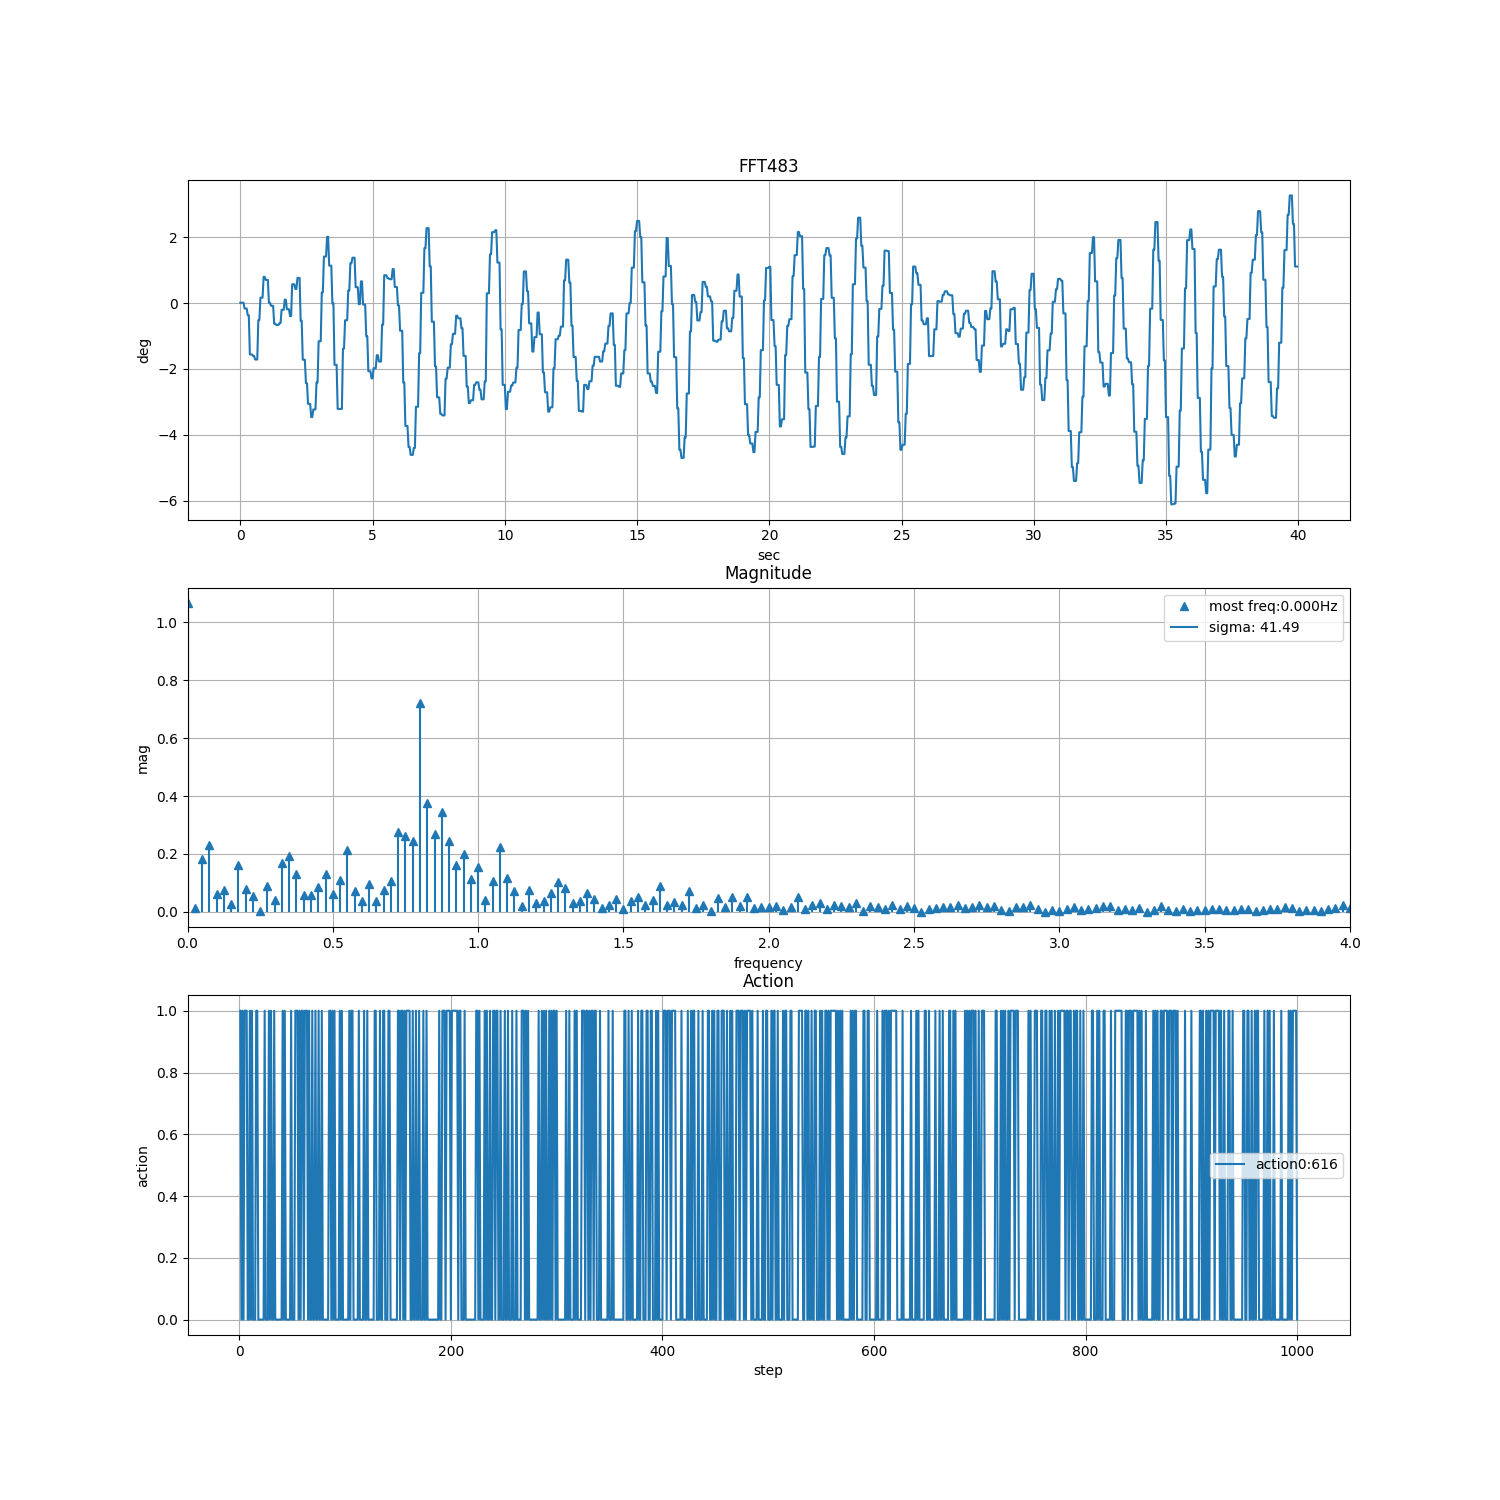 FFT483
2
0
−2
−4
−6
deg
0 5 10 15 20 25 30 35 40
sec
Magnitude
1.0
0.8
0.6
0.4
0.2
0.0
mag
most freq:0.000Hz
sigma: 41.49
0.0 0.5 1.0 1.5 2.0 2.5 3.0 3.5 4.0
frequency
Action
1.0
0.8
0.6
0.4
0.2
0.0
action
action0:616
0 200 400 600 800 1000
step